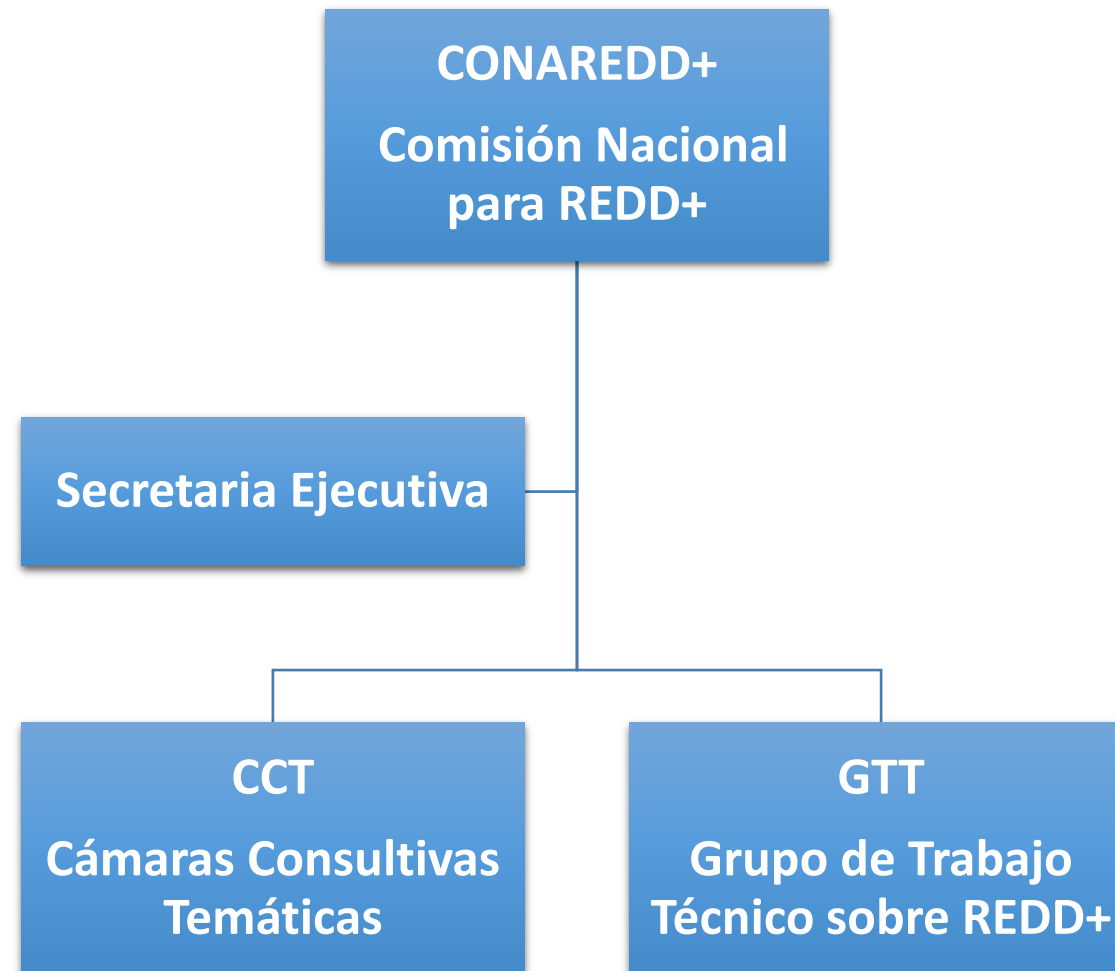 CONAREDD+
Comisión Nacional
para REDD+
Secretaria Ejecutiva
CCT
Cámaras Consultivas
Temáticas
GTT
Grupo de Trabajo
Técnico sobre REDD+